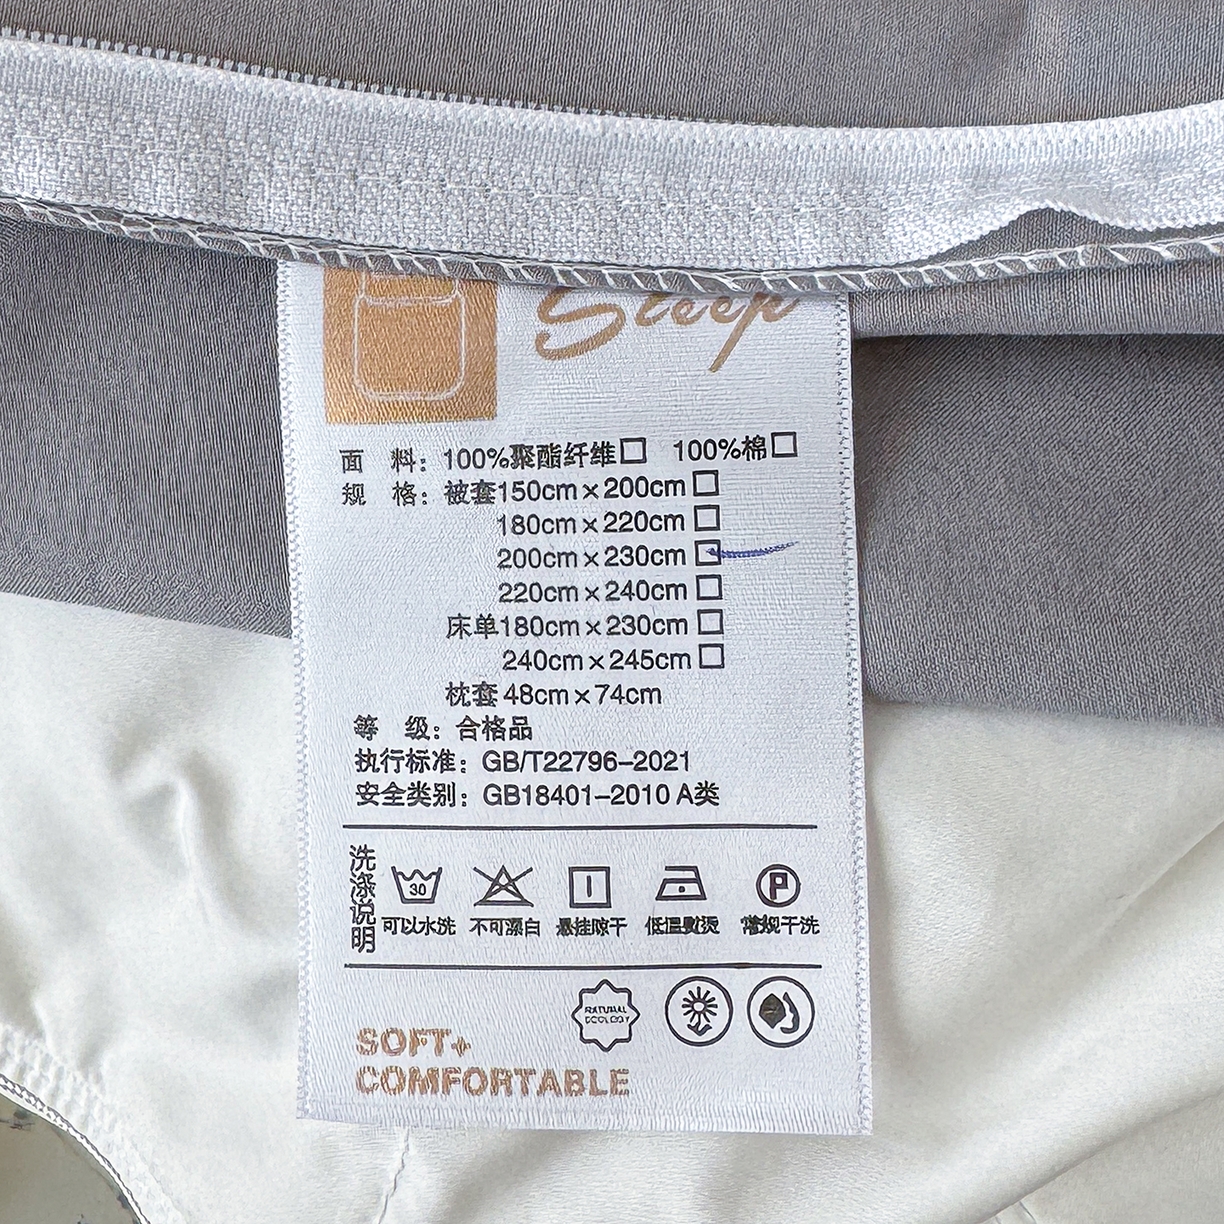 Sleep
面 料：100%聚酯纤维□ 100%棉□
规 格：被套150cm×200cm□
180cm×220cm□
200cm×230cm□
220cm×240cm□
床单180cm×230cm□
240cm×245cm□
枕套48cm×74cm
等 级：合格品
执行标准：GB/T22796-2021
安全类别：GB18401-2010 A类
洗涤说明
30 P
可以水洗 不可漂白 悬挂晾干 低温熨烫 常规干洗
NATURAL
ECOLOGY
SOFT+
COMFORTABLE